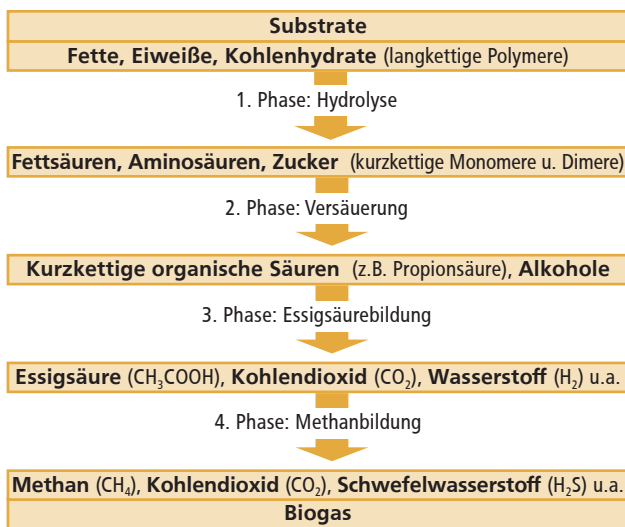 Substrate
Fette, Eiweiße, Kohlenhydrate (langkettige Polymere)
1. Phase: Hydrolyse
Fettsäuren, Aminosäuren, Zucker (kurzkettige Monomere u. Dimere)
2. Phase: Versäuerung
Kurzkettige organische Säuren (z.B. Propionsäure), Alkohole
3. Phase: Essigsäurebildung
Essigsäure (CH₃COOH), Kohlendioxid (CO₂), Wasserstoff (H₂) u.a.
4. Phase: Methanbildung
Methan (CH₄), Kohlendioxid (CO₂), Schwefelwasserstoff (H₂S) u.a.
Biogas